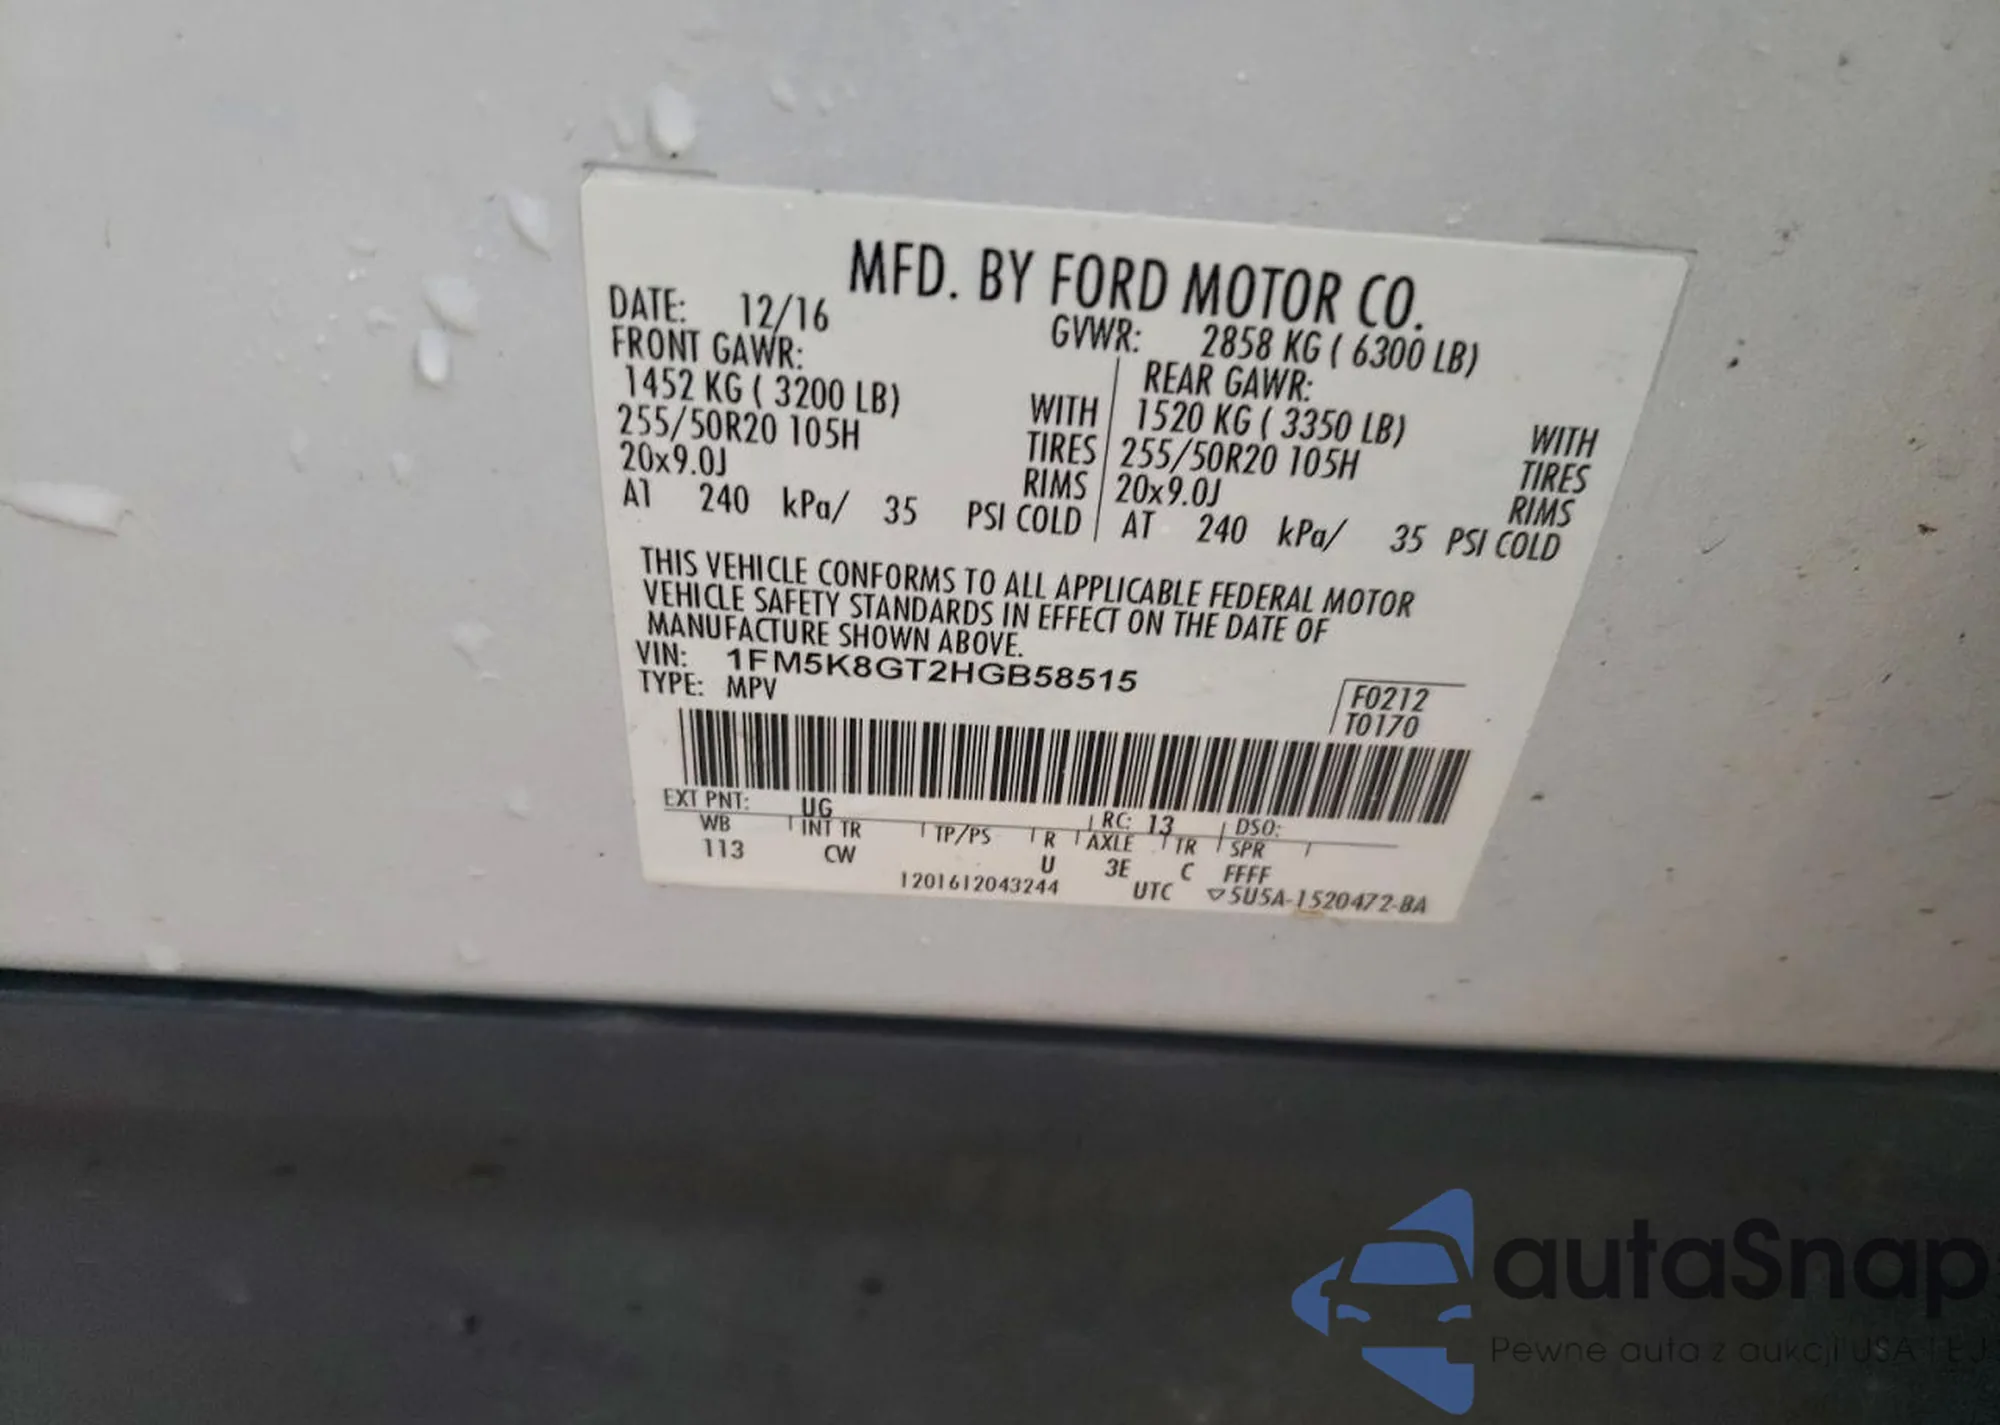 MFD. BY FORD MOTOR CO.
DATE: 12/16 GVWR: 2858 KG ( 6300 LB)
FRONT GAWR: REAR GAWR:
1452 KG ( 3200 LB) WITH 1520 KG ( 3350 LB) WITH
255/50R20 105H TIRES 255/50R20 105H TIRES
20x9.0J RIMS 20x9.0J RIMS
AT 240 kPa/ 35 PSI COLD AT 240 kPa/ 35 PSI COLD
THIS VEHICLE CONFORMS TO ALL APPLICABLE FEDERAL MOTOR
VEHICLE SAFETY STANDARDS IN EFFECT ON THE DATE OF
MANUFACTURE SHOWN ABOVE.
VIN: 1FM5K8GT2HGB58515
TYPE: MPV F0212
T0170
EXT PNT: UG RC: 13 DSO:
WB INT TR TP/PS R AXLE TR SPR
113 CW U 3E C FFFF
1201612043244 UTC ▽5U5A-1520472-BA
autaSnap
Pewne auta z aukcji USA